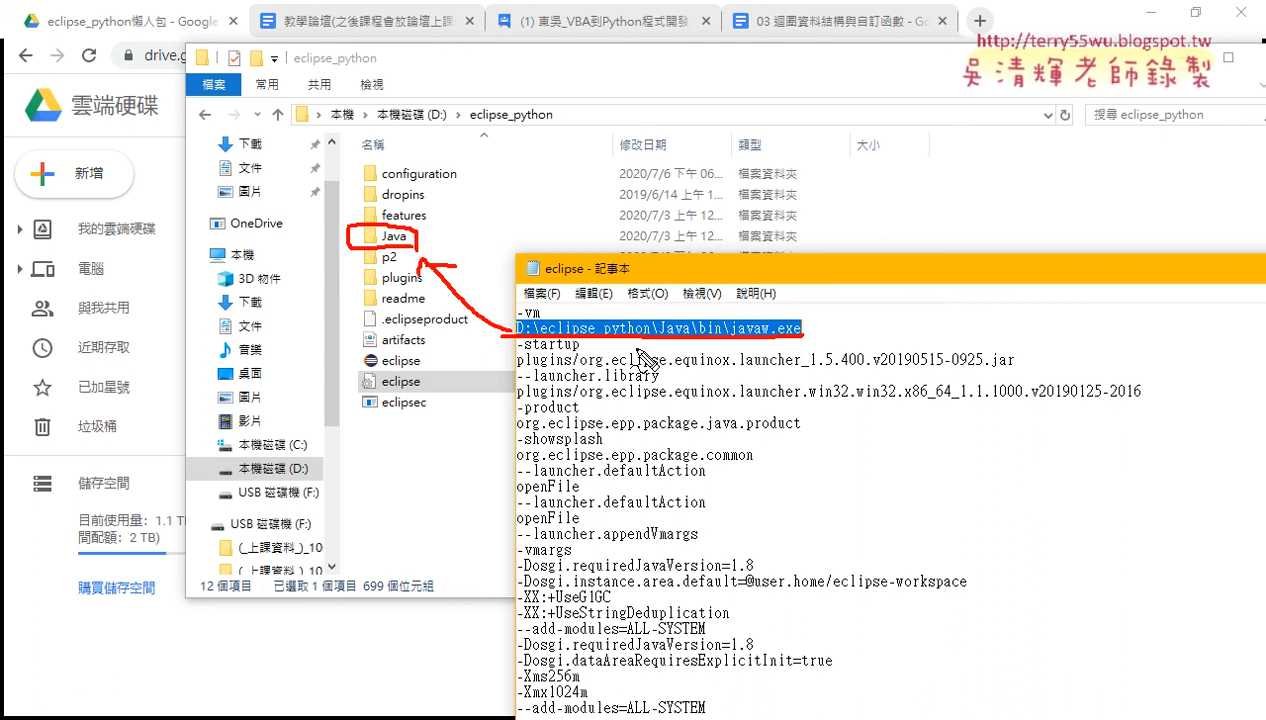 eclipse_python懶人包 - Google
教學論壇(之後課程會放論壇上課
(1) 東吳_VBA到Python程式開發
03 迴圈資料結構與自訂函數 - G
drive.g
http://terry55wu.blogspot.tw
吳清輝老師錄製
雲端硬碟
新增
我的雲端硬碟
電腦
與我共用
近期存取
已加星號
垃圾桶
儲存空間
目前使用量: 1.1 T
間配額: 2 TB)
購買儲存空間
eclipse_python
檔案
常用
共用
檢視
本機
本機磁碟 (D:)
eclipse_python
搜尋 eclipse_python
下載
文件
圖片
OneDrive
本機
3D 物件
下載
文件
音樂
桌面
圖片
影片
本機磁碟 (C:)
本機磁碟 (D:)
USB 磁碟機 (F:)
USB 磁碟機 (F:)
(_上課資料_)_10
(_上課資料_)_10
名稱
修改日期
類型
大小
configuration 2020/7/6 下午 06... 檔案資料夾
dropins 2019/6/14 上午 1... 檔案資料夾
features 2020/7/3 上午 12... 檔案資料夾
Java 2020/7/3 上午 12... 檔案資料夾
p2
plugins
readme
.eclipseproduct
artifacts
eclipse
eclipse
eclipsec
12 個項目
已選取 1 個項目
699 個位元組
eclipse - 記事本
檔案(F)
編輯(E)
格式(O)
檢視(V)
說明(H)
-vm
D:\eclipse_python\Java\bin\javaw.exe
-startup
plugins/org.eclipse.equinox.launcher_1.5.400.v20190515-0925.jar
--launcher.library
plugins/org.eclipse.equinox.launcher.win32.win32.x86_64_1.1.1000.v20190125-2016
-product
org.eclipse.epp.package.java.product
-showsplash
org.eclipse.epp.package.common
--launcher.defaultAction
openFile
--launcher.defaultAction
openFile
--launcher.appendVmargs
-vmargs
-Dosgi.requiredJavaVersion=1.8
-Dosgi.instance.area.default=@user.home/eclipse-workspace
-XX:+UseG1GC
-XX:+UseStringDeduplication
--add-modules=ALL-SYSTEM
-Dosgi.requiredJavaVersion=1.8
-Dosgi.dataAreaRequiresExplicitInit=true
-Xms256m
-Xmx1024m
--add-modules=ALL-SYSTEM